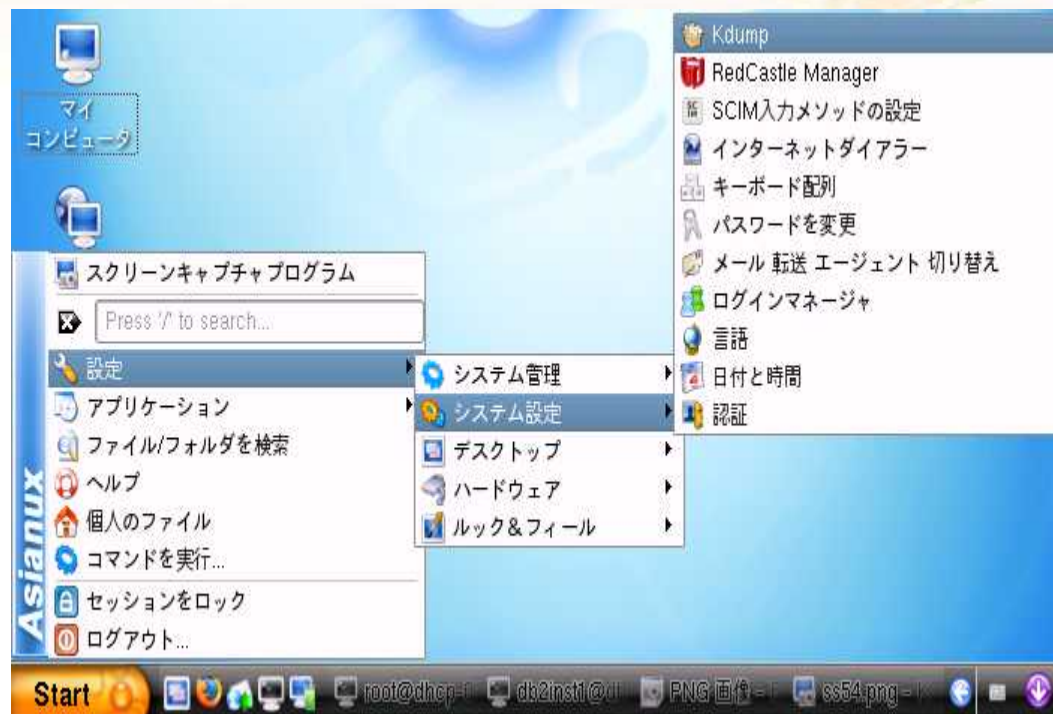 マイ
コンピュータ
スクリーンキャプチャプログラム
Press '/' to search...
設定
アプリケーション
ファイル/フォルダを検索
ヘルプ
個人のファイル
コマンドを実行...
セッションをロック
ログアウト...
Asianux
システム管理
システム設定
デスクトップ
ハードウェア
ルック&フィール
Kdump
RedCastle Manager
SCIM入力メソッドの設定
インターネットダイアラー
キーボード配列
パスワードを変更
メール 転送 エージェント 切り替え
ログインマネージャ
言語
日付と時間
認証
Start
root@dhcp-
db2inst1@
PNG 画像 -
ss54.png -